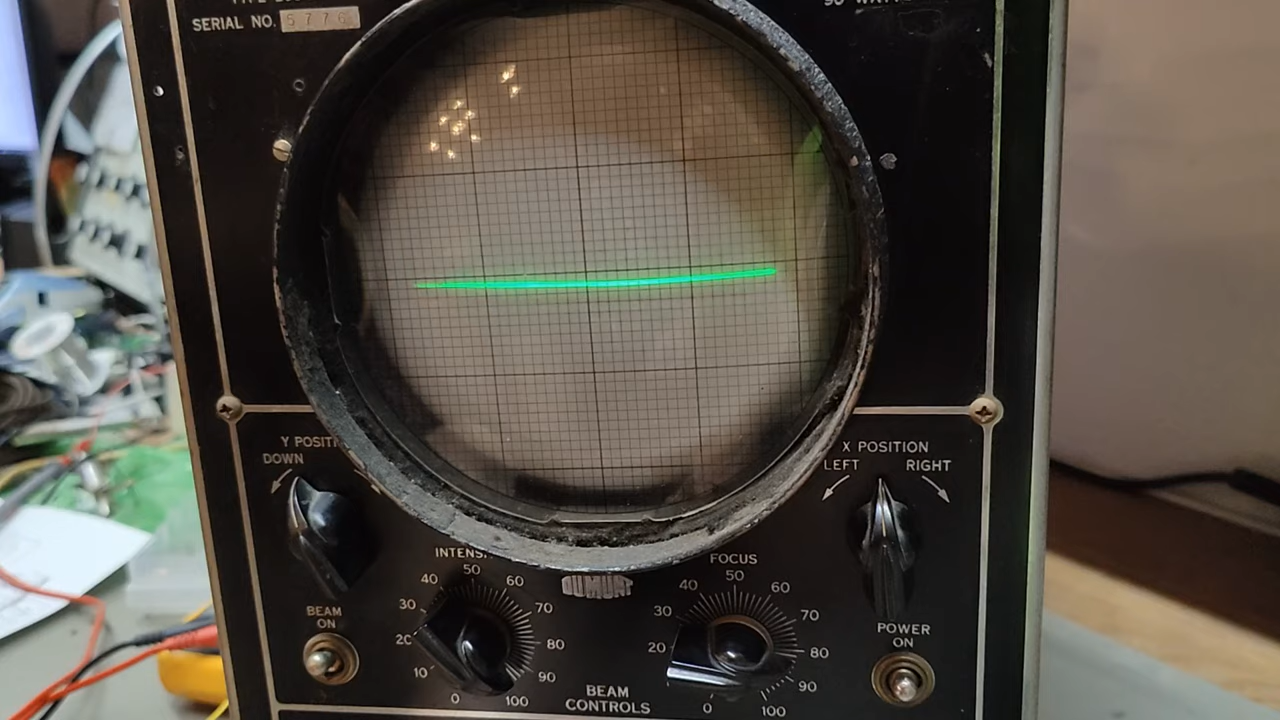 SERIAL NO. 5776
Y POSITI
DOWN
X POSITION
LEFT RIGHT
INTENS
0 10 20 30 40 50 60 70 80 90 100
DUMONT
FOCUS
0 20 30 40 50 60 70 80 90 100
BEAM
ON
POWER
ON
BEAM
CONTROLS